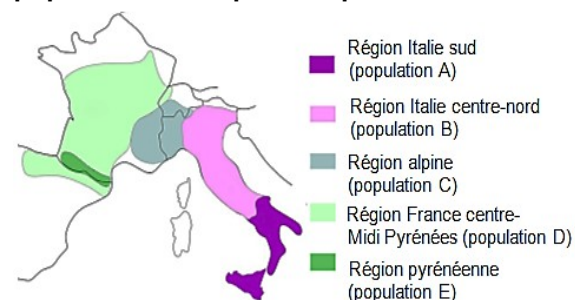 Région Italie sud
(population A)
Région Italie centre-nord
(population B)
Région alpine
(population C)
Région France centre-
Midi Pyrénées (population D)
Région pyrénéenne
(population E)